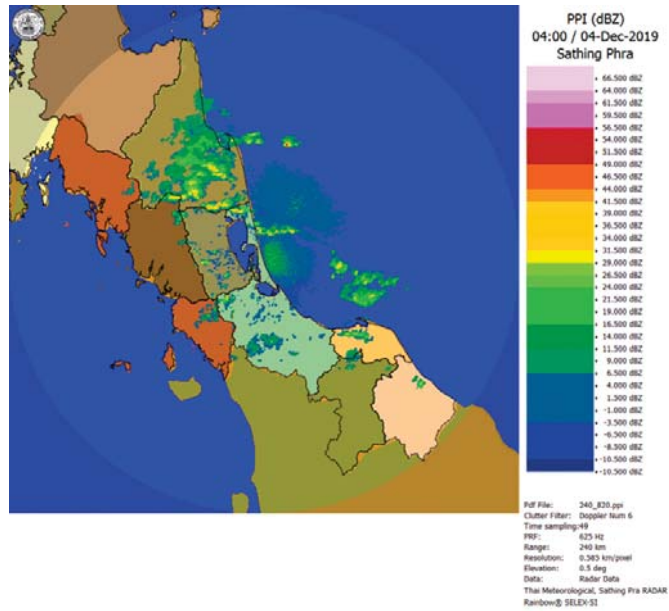 PPI (dBZ)
04:00 / 04-Dec-2019
Sathing Phra
66.500 dBZ
64.000 dBZ
61.500 dBZ
59.500 dBZ
56.500 dBZ
54.000 dBZ
51.500 dBZ
49.000 dBZ
46.500 dBZ
44.000 dBZ
41.500 dBZ
39.000 dBZ
36.500 dBZ
34.000 dBZ
31.500 dBZ
29.000 dBZ
26.500 dBZ
24.000 dBZ
21.500 dBZ
19.000 dBZ
16.500 dBZ
14.000 dBZ
11.500 dBZ
9.000 dBZ
6.500 dBZ
4.000 dBZ
1.500 dBZ
-1.000 dBZ
-3.500 dBZ
-6.500 dBZ
-8.500 dBZ
-10.500 dBZ
-10.500 dBZ
Pdf File: 240_820.ppi
Clutter Filter: Doppler Num 6
Time sampling:49
PRF: 625 Hz
Range: 240 km
Resolution: 0.585 km/pixel
Elevation: 0.5 deg
Data: Radar Data
Thai Meteorological, Sathing Pra RADAR
Rainbow® SELEX-SI